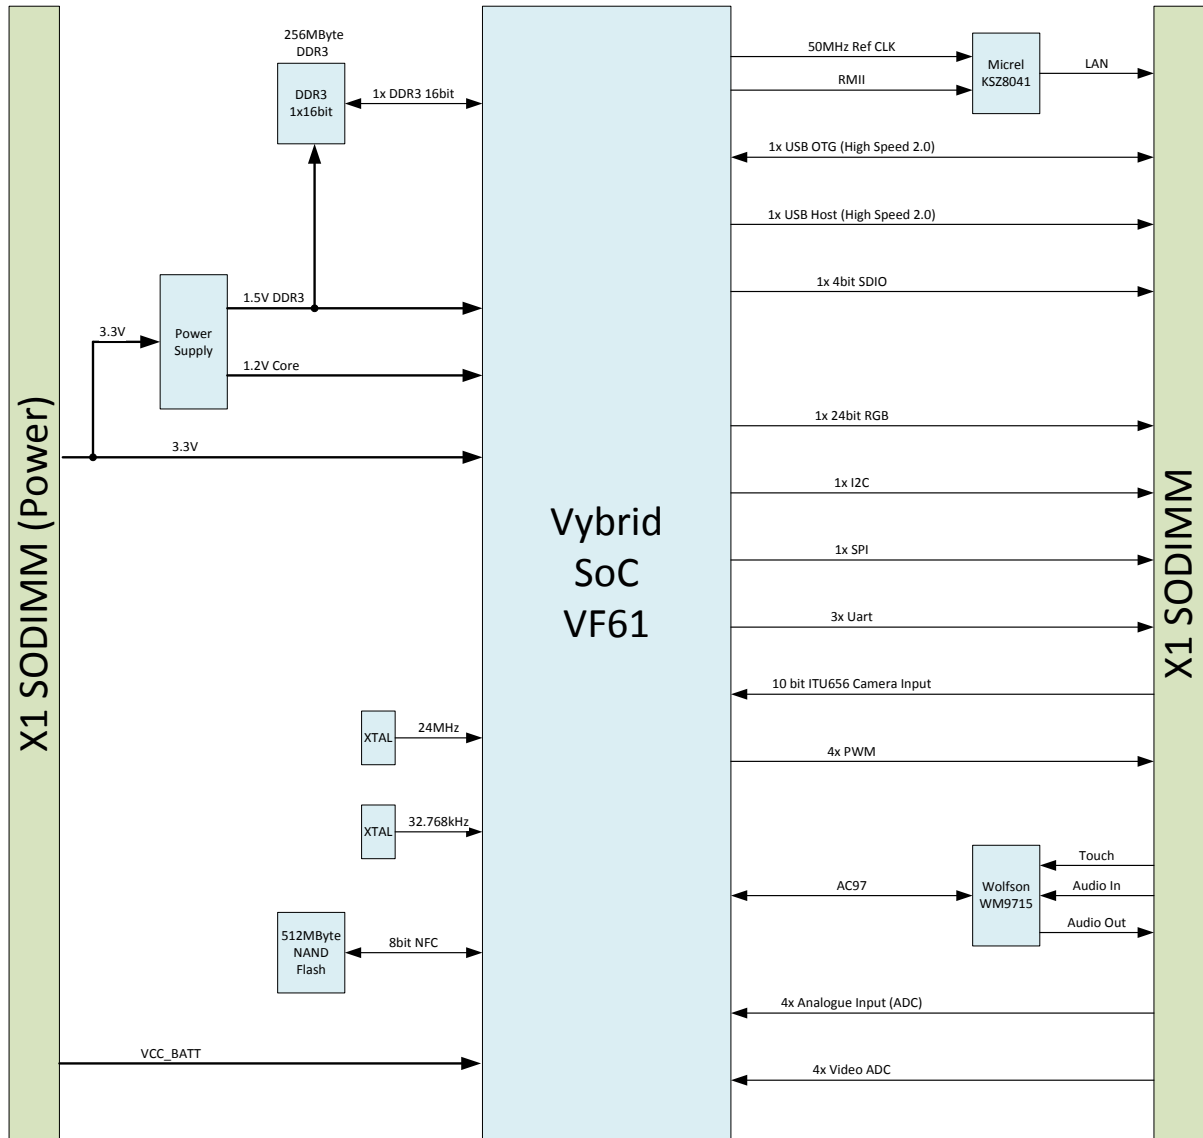 X1 SODIMM (Power)
256MByte
DDR3
DDR3
1x16bit
1x DDR3 16bit
Power
Supply
3.3V
1.5V DDR3
1.2V Core
3.3V
XTAL
24MHz
XTAL
32.768kHz
512MByte
NAND
Flash
8bit NFC
VCC_BATT
Vybrid
SoC
VF61
50MHz Ref CLK
RMII
Micrel
KSZ8041
LAN
1x USB OTG (High Speed 2.0)
1x USB Host (High Speed 2.0)
1x 4bit SDIO
1x 24bit RGB
1x I2C
1x SPI
3x Uart
10 bit ITU656 Camera Input
4x PWM
AC97
Wolfson
WM9715
Touch
Audio In
Audio Out
4x Analogue Input (ADC)
4x Video ADC
X1 SODIMM